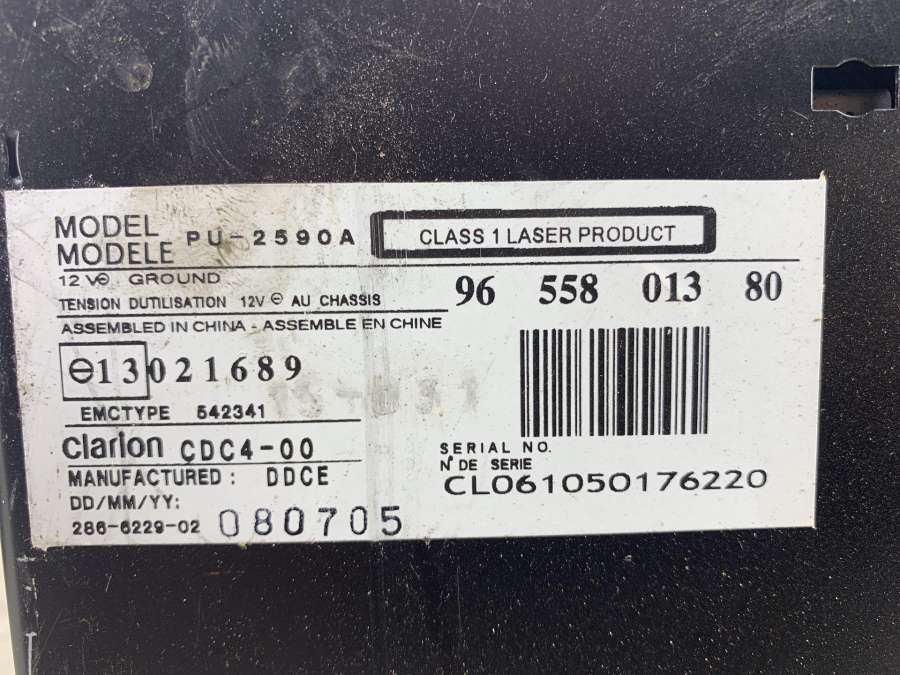 MODEL
MODELE PU-2590A
CLASS 1 LASER PRODUCT
12 V⊖ GROUND
TENSION DUTILISATION 12V ⊖ AU CHASSIS
96 558 013 80
ASSEMBLED IN CHINA - ASSEMBLE EN CHINE
e13 021689
EMCTYPE 542341
clarion CDC4-00
MANUFACTURED : DDCE
DD/MM/YY:
286-6229-02 080705
SERIAL NO.
N° DE SERIE
CL061050176220